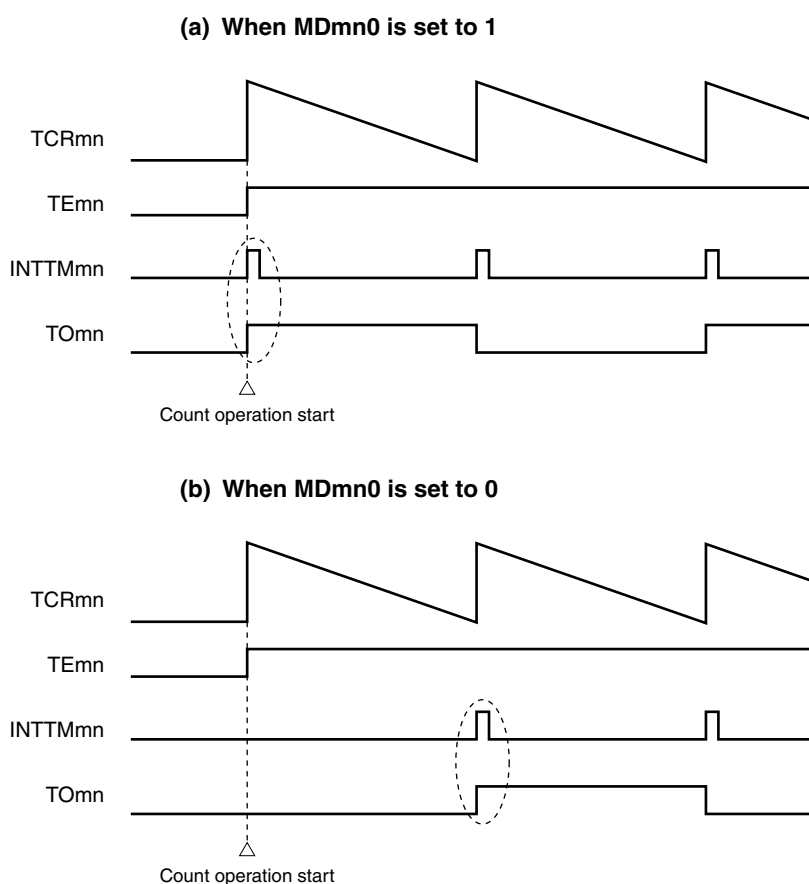 (a) When MDmn0 is set to 1
TCRmn
TEmn
INTTMmn
TOmn
Count operation start
(b) When MDmn0 is set to 0
TCRmn
TEmn
INTTMmn
TOmn
Count operation start